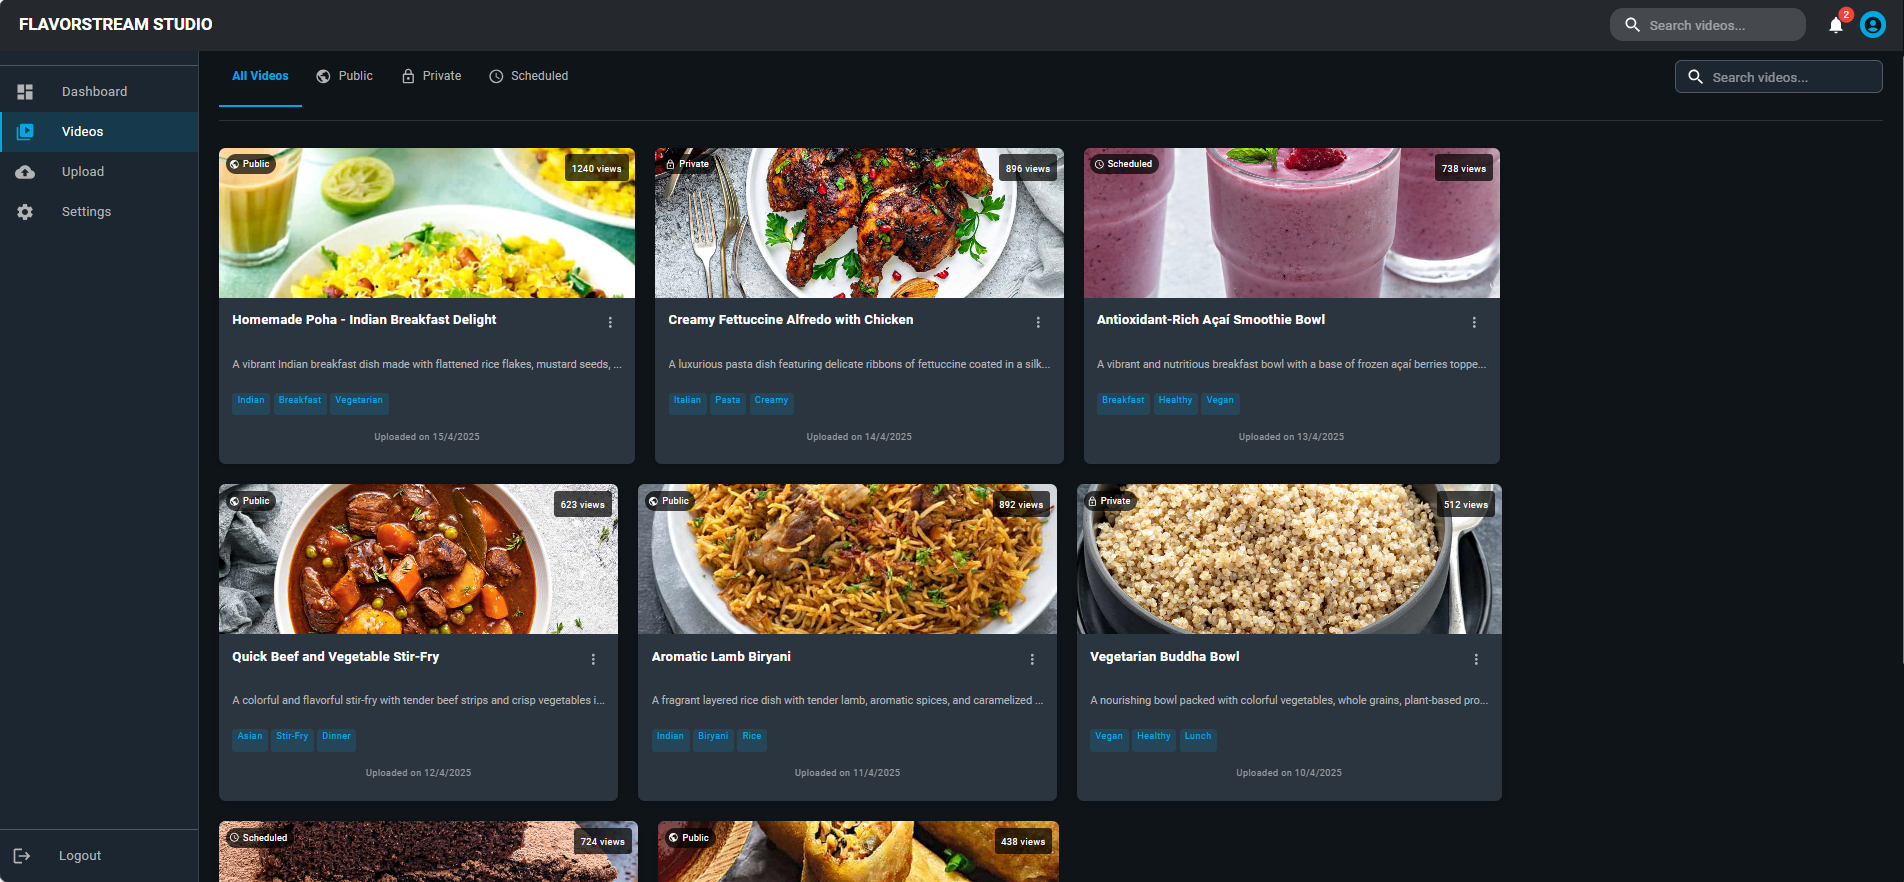 FLAVORSTREAM STUDIO
Search videos...
2
Dashboard
Videos
Upload
Settings
Logout
All Videos
Public
Private
Scheduled
Search videos...
Public
1240 views
Homemade Poha - Indian Breakfast Delight
A vibrant Indian breakfast dish made with flattened rice flakes, mustard seeds, ...
Indian Breakfast Vegetarian
Uploaded on 15/4/2025
Private
896 views
Creamy Fettuccine Alfredo with Chicken
A luxurious pasta dish featuring delicate ribbons of fettuccine coated in a silk...
Italian Pasta Creamy
Uploaded on 14/4/2025
Scheduled
738 views
Antioxidant-Rich Açaí Smoothie Bowl
A vibrant and nutritious breakfast bowl with a base of frozen açaí berries toppe...
Breakfast Healthy Vegan
Uploaded on 13/4/2025
Public
623 views
Quick Beef and Vegetable Stir-Fry
A colorful and flavorful stir-fry with tender beef strips and crisp vegetables i...
Asian Stir-Fry Dinner
Uploaded on 12/4/2025
Public
892 views
Aromatic Lamb Biryani
A fragrant layered rice dish with tender lamb, aromatic spices, and caramelized ...
Indian Biryani Rice
Uploaded on 11/4/2025
Private
512 views
Vegetarian Buddha Bowl
A nourishing bowl packed with colorful vegetables, whole grains, plant-based pro...
Vegan Healthy Lunch
Uploaded on 10/4/2025
Scheduled
724 views
Public
438 views